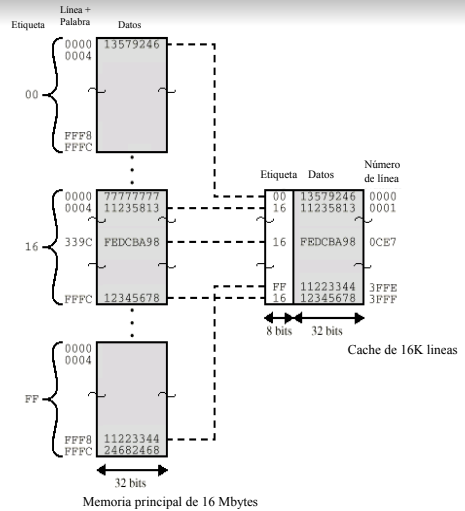 Línea +
Etiqueta Palabra Datos
0000 13579246
0004
00
FFF8
FFFC
Número
Etiqueta Datos de línea
0000 77777777 00 13579246 0000
0004 11235813 16 11235813 0001
16 339C FEDCBA98 16 FEDCBA98 0CE7
FF 11223344 3FFE
FFFC 12345678 16 12345678 3FFF
8 bits 32 bits
Cache de 16K lineas
0000
0004
FF
FFF8 11223344
FFFC 24682468
32 bits
Memoria principal de 16 Mbytes